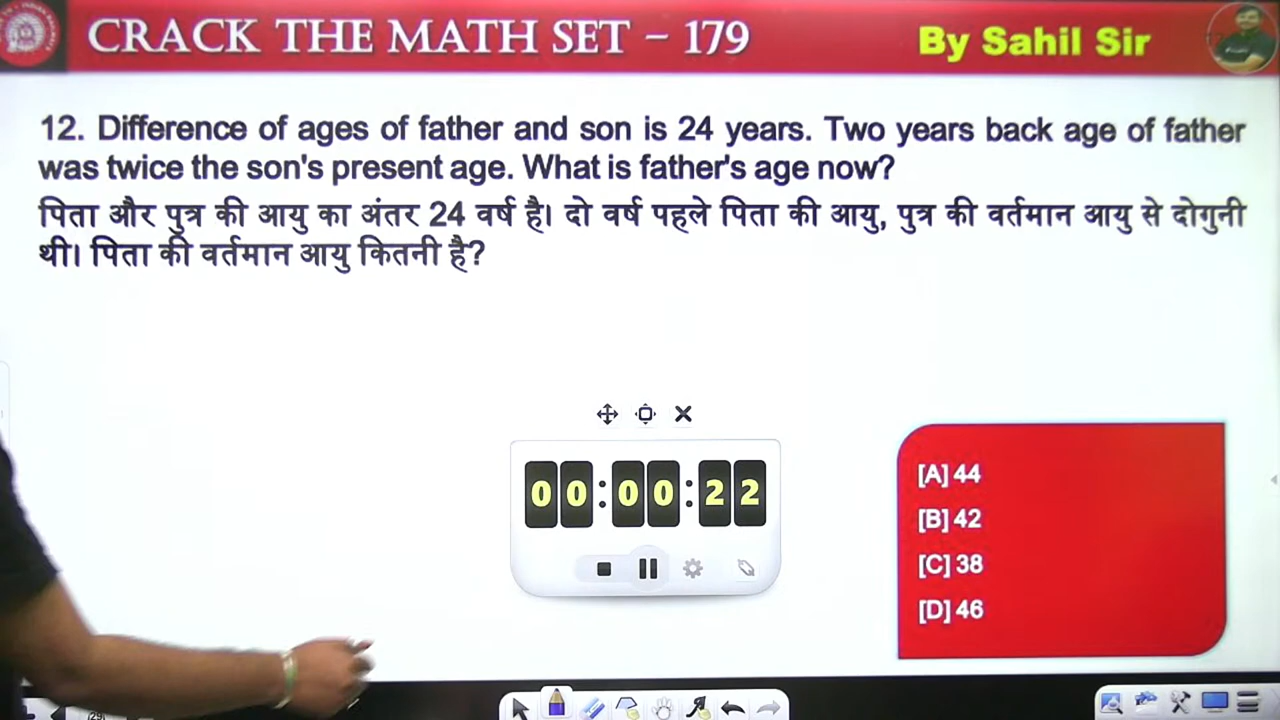 CRACK THE MATH SET – 179
By Sahil Sir
12. Difference of ages of father and son is 24 years. Two years back age of father
was twice the son's present age. What is father's age now?
पिता और पुत्र की आयु का अंतर 24 वर्ष है। दो वर्ष पहले पिता की आयु, पुत्र की वर्तमान आयु से दोगुनी
थी। पिता की वर्तमान आयु कितनी है?
00:00:22
[A] 44
[B] 42
[C] 38
[D] 46